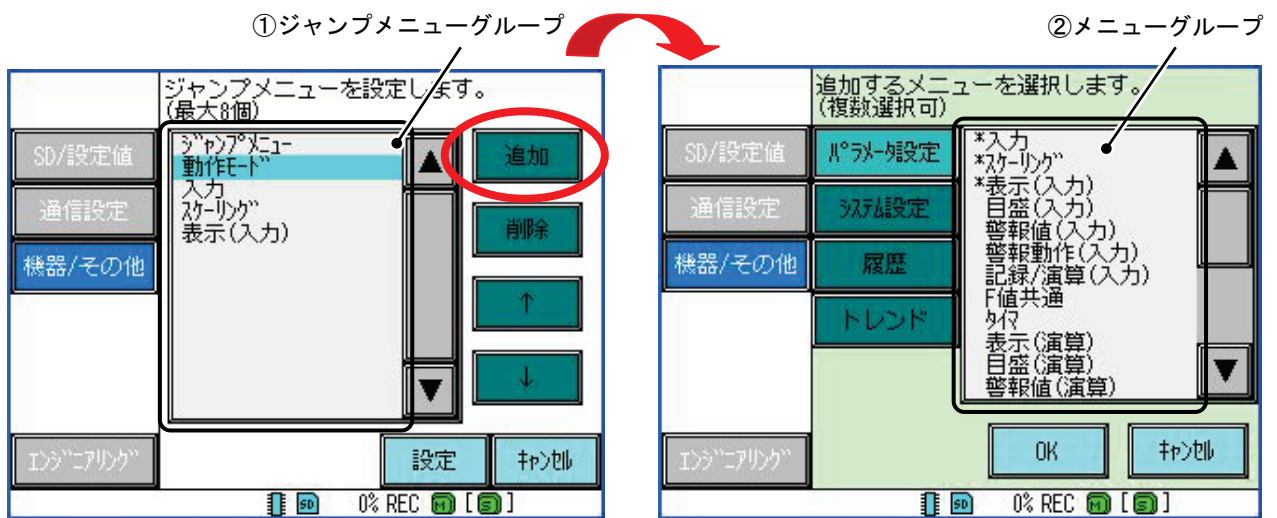 ①ジャンプメニューグループ
ジャンプメニューを設定します。
(最大8個)
SD/設定値
通信設定
機器/その他
エンジニアリング
ジャンプメニュー
動作モード
入力
スケーリング
表示(入力)
▲
▼
追加
削除
↑
↓
設定
キャンセル
SD 0% REC M [S]
②メニューグループ
追加するメニューを選択します。
(複数選択可)
SD/設定値
通信設定
機器/その他
エンジニアリング
パラメータ設定
システム設定
履歴
トレンド
*入力
*スケーリング
*表示(入力)
目盛(入力)
警報値(入力)
警報動作(入力)
記録/演算(入力)
F値共通
タイマ
表示(演算)
目盛(演算)
警報値(演算)
▲
▼
OK
キャンセル
SD 0% REC M [S]